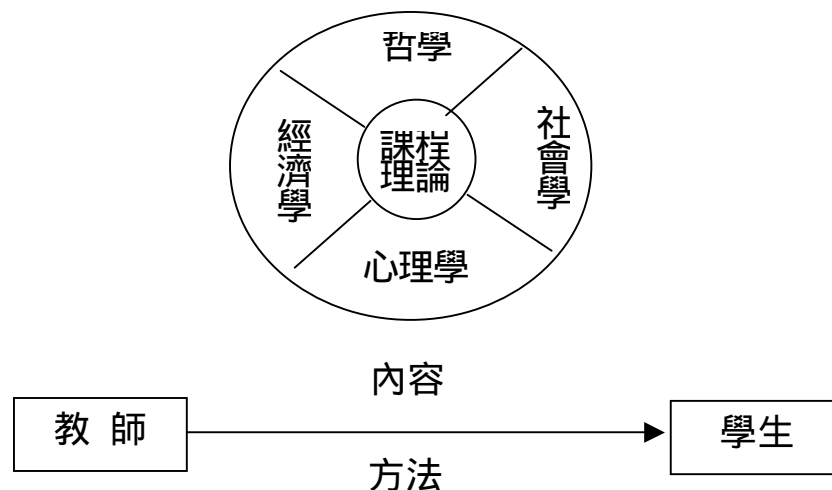 哲學
經濟學
課程
理論
社會學
心理學
內容
教 師
學生
方法